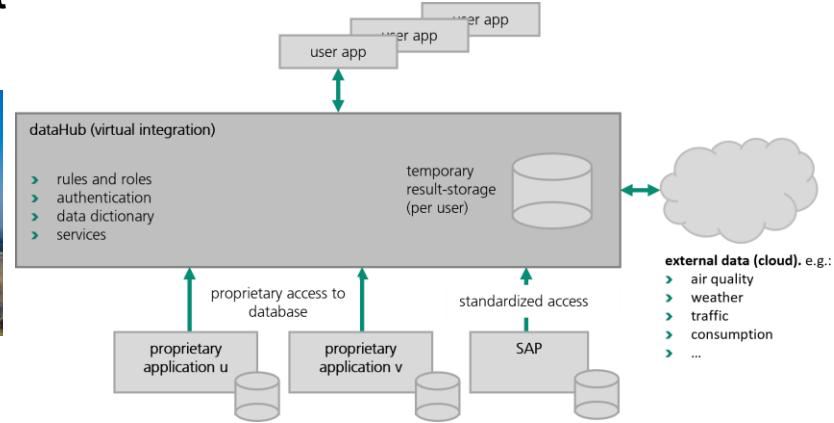 user app
user app
user app
dataHub (virtual integration)
rules and roles
authentication
data dictionary
services
temporary
result-storage
(per user)
external data (cloud). e.g.:
air quality
weather
traffic
consumption
...
proprietary access to
database
standardized access
proprietary
application u
proprietary
application v
SAP